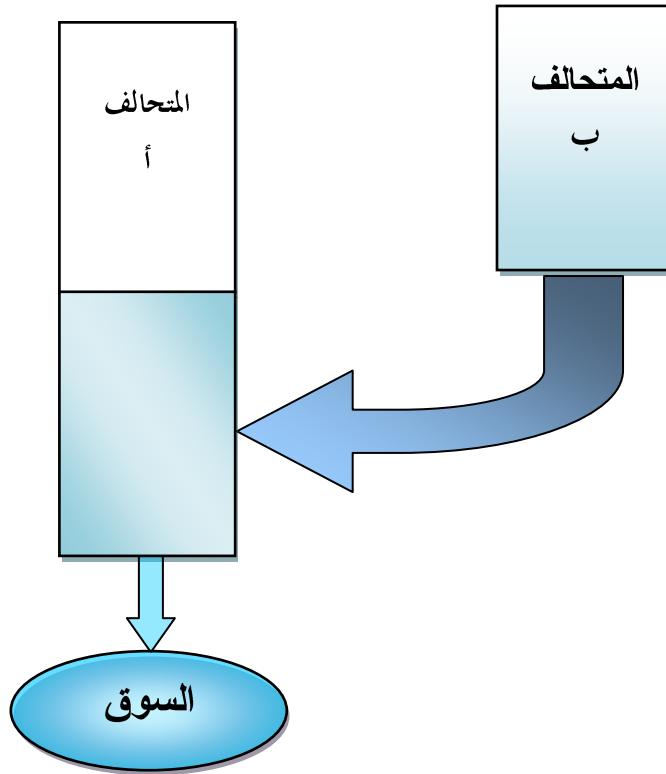 المتحالف
أ
المتحالف
ب
السوق